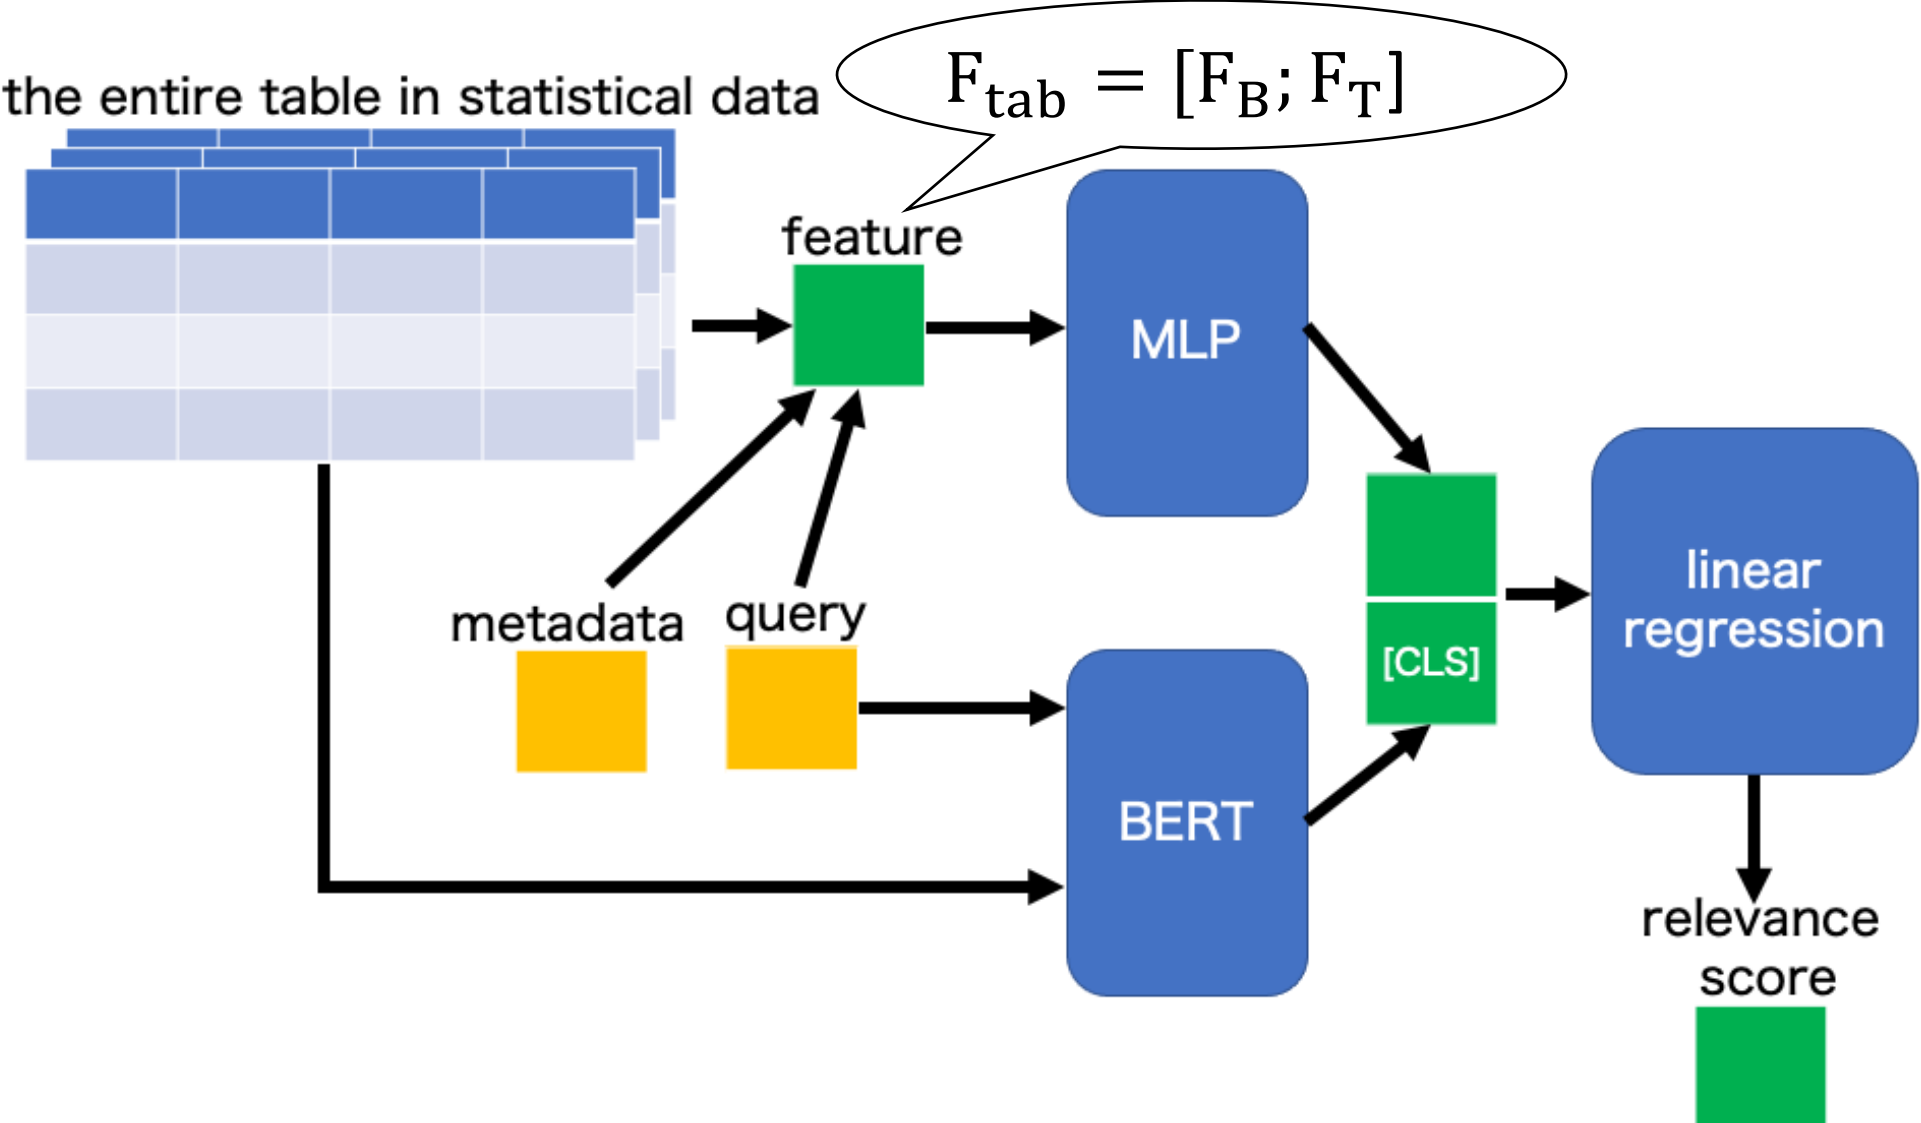 the entire table in statistical data
F_tab = [F_B; F_T]
feature
MLP
metadata
query
[CLS]
linear
regression
BERT
relevance
score